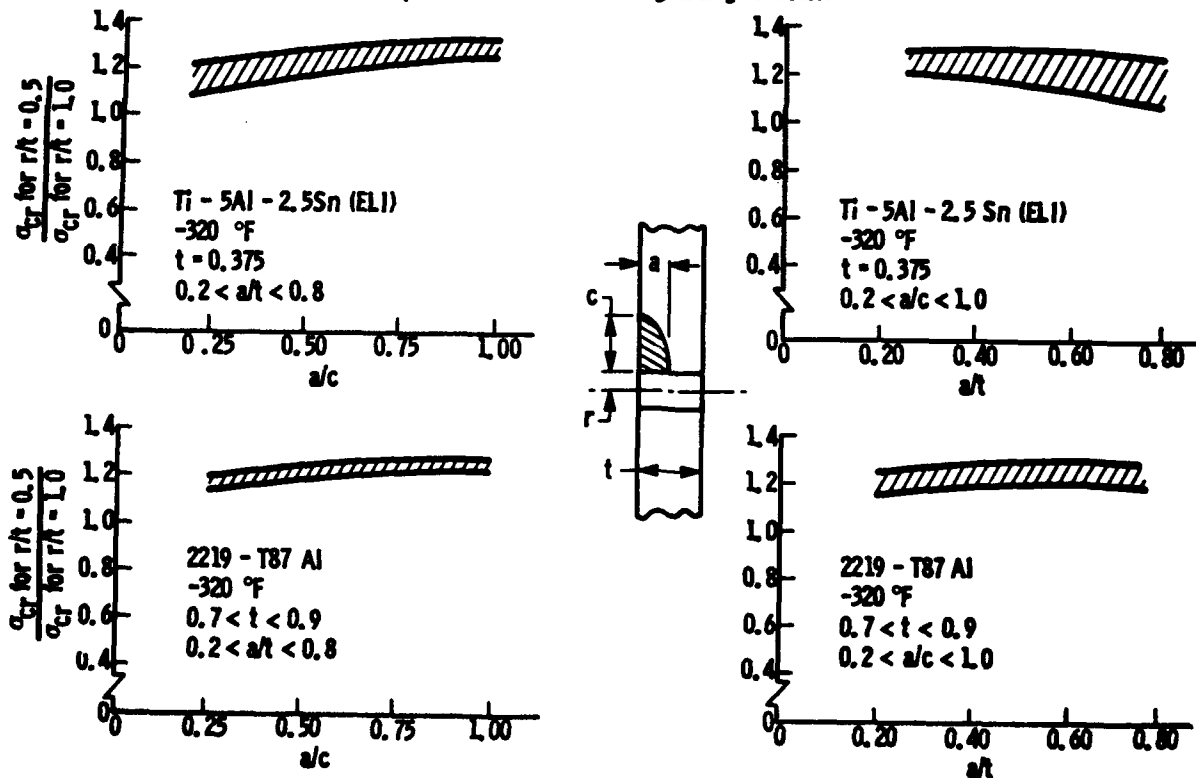 σcr for r/t = 0.5
σcr for r/t = 1.0
1.4
1.2
1.0
0.8
0.6
0.4
0
Ti - 5Al - 2.5Sn (ELI)
-320 °F
t = 0.375
0.2 < a/t < 0.8
0 0.25 0.50 0.75 1.00
a/c
1.4
1.2
1.0
0.8
0.6
0.4
0
Ti - 5Al - 2.5 Sn (ELI)
-320 °F
t = 0.375
0.2 < a/c < 1.0
0 0.20 0.40 0.60 0.80
a/t
a
c
r
t
σcr for r/t = 0.5
σcr for r/t = 1.0
1.4
1.2
1.0
0.8
0.6
0.4
0
2219 - T87 Al
-320 °F
0.7 < t < 0.9
0.2 < a/t < 0.8
0 0.25 0.50 0.75 1.00
a/c
1.4
1.2
1.0
0.8
0.6
0.4
0
2219 - T87 Al
-320 °F
0.7 < t < 0.9
0.2 < a/c < 1.0
0 0.20 0.40 0.60 0.80
a/t